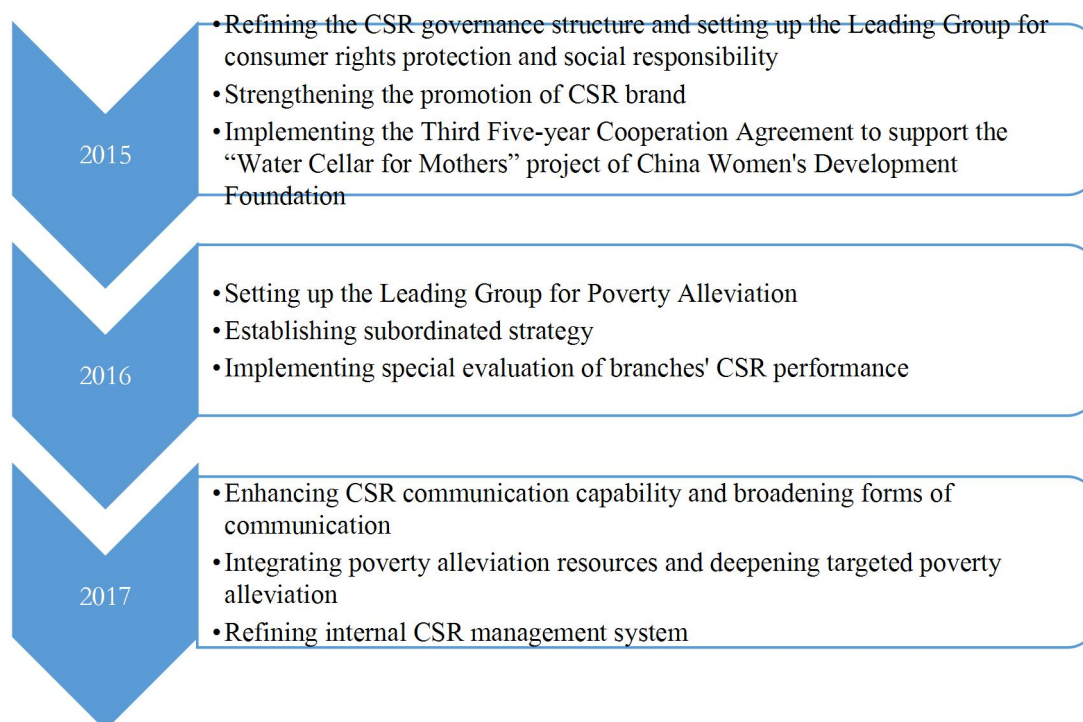 2015
•Refining the CSR governance structure and setting up the Leading Group for
consumer rights protection and social responsibility
•Strengthening the promotion of CSR brand
•Implementing the Third Five-year Cooperation Agreement to support the
“Water Cellar for Mothers” project of China Women's Development
Foundation
2016
•Setting up the Leading Group for Poverty Alleviation
•Establishing subordinated strategy
•Implementing special evaluation of branches' CSR performance
2017
•Enhancing CSR communication capability and broadening forms of
communication
•Integrating poverty alleviation resources and deepening targeted poverty
alleviation
•Refining internal CSR management system